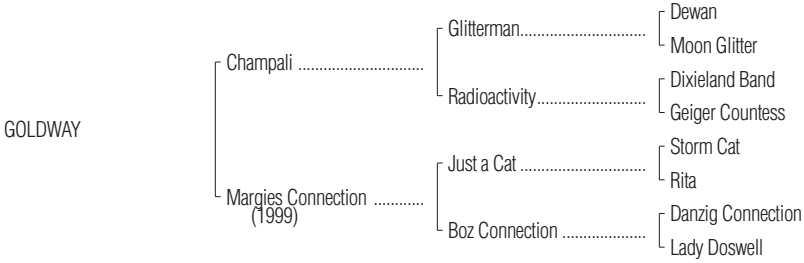 Dewan
Glitterman..............................
Moon Glitter
Champali ..............................
Dixieland Band
Radioactivity..........................
Geiger Countess
GOLDWAY
Storm Cat
Just a Cat ..............................
Rita
Margies Connection ............
(1999)
Danzig Connection
Boz Connection ....................
Lady Doswell